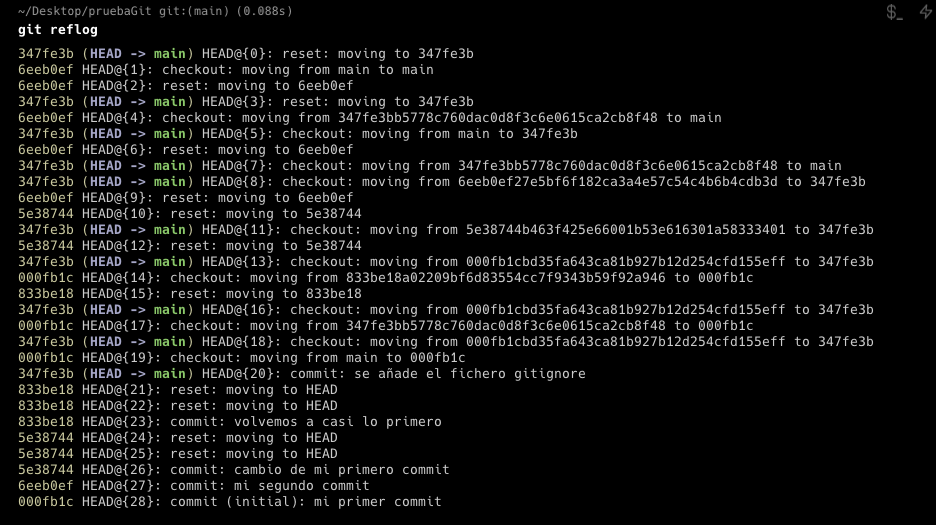 ~/Desktop/pruebaGit git:(main) (0.088s)
git reflog
347fe3b (HEAD -> main) HEAD@{0}: reset: moving to 347fe3b
6eeb0ef HEAD@{1}: checkout: moving from main to main
6eeb0ef HEAD@{2}: reset: moving to 6eeb0ef
347fe3b (HEAD -> main) HEAD@{3}: reset: moving to 347fe3b
6eeb0ef HEAD@{4}: checkout: moving from 347fe3bb5778c760dac0d8f3c6e0615ca2cb8f48 to main
347fe3b (HEAD -> main) HEAD@{5}: checkout: moving from main to 347fe3b
6eeb0ef HEAD@{6}: reset: moving to 6eeb0ef
347fe3b (HEAD -> main) HEAD@{7}: checkout: moving from 347fe3bb5778c760dac0d8f3c6e0615ca2cb8f48 to main
347fe3b (HEAD -> main) HEAD@{8}: checkout: moving from 6eeb0ef27e5bf6f182ca3a4e57c54c4b6b4cdb3d to 347fe3b
6eeb0ef HEAD@{9}: reset: moving to 6eeb0ef
5e38744 HEAD@{10}: reset: moving to 5e38744
347fe3b (HEAD -> main) HEAD@{11}: checkout: moving from 5e38744b463f425e66001b53e616301a58333401 to 347fe3b
5e38744 HEAD@{12}: reset: moving to 5e38744
347fe3b (HEAD -> main) HEAD@{13}: checkout: moving from 000fb1cbd35fa643ca81b927b12d254cfd155eff to 347fe3b
000fb1c HEAD@{14}: checkout: moving from 833be18a02209bf6d83554cc7f9343b59f92a946 to 000fb1c
833be18 HEAD@{15}: reset: moving to 833be18
347fe3b (HEAD -> main) HEAD@{16}: checkout: moving from 000fb1cbd35fa643ca81b927b12d254cfd155eff to 347fe3b
000fb1c HEAD@{17}: checkout: moving from 347fe3bb5778c760dac0d8f3c6e0615ca2cb8f48 to 000fb1c
347fe3b (HEAD -> main) HEAD@{18}: checkout: moving from 000fb1cbd35fa643ca81b927b12d254cfd155eff to 347fe3b
000fb1c HEAD@{19}: checkout: moving from main to 000fb1c
347fe3b (HEAD -> main) HEAD@{20}: commit: se añade el fichero gitignore
833be18 HEAD@{21}: reset: moving to HEAD
833be18 HEAD@{22}: reset: moving to HEAD
833be18 HEAD@{23}: commit: volvemos a casi lo primero
5e38744 HEAD@{24}: reset: moving to HEAD
5e38744 HEAD@{25}: reset: moving to HEAD
5e38744 HEAD@{26}: commit: cambio de mi primero commit
6eeb0ef HEAD@{27}: commit: mi segundo commit
000fb1c HEAD@{28}: commit (initial): mi primer commit